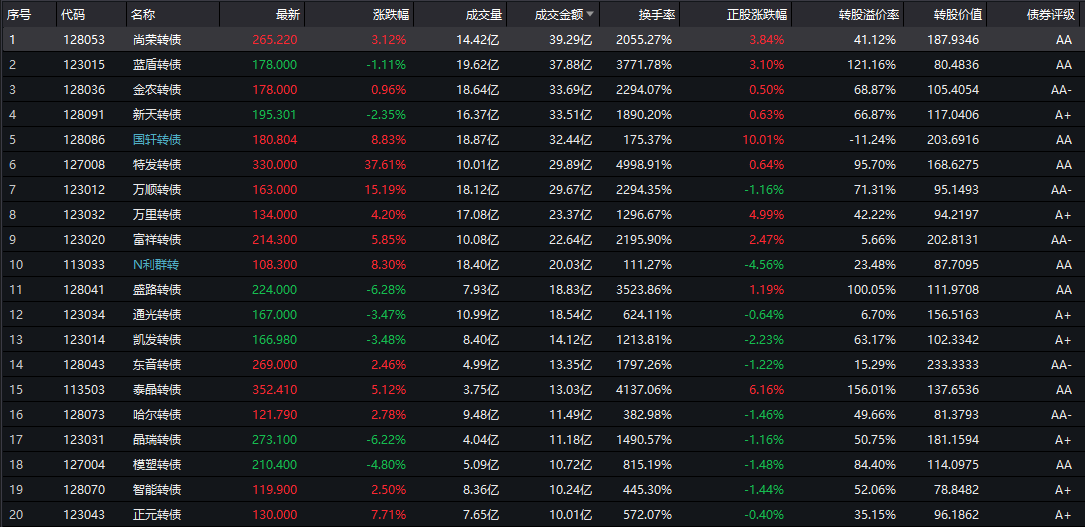 序号 代码 名称 最新 涨跌幅 成交量 成交金额 换手率 正股涨跌幅 转股溢价率 转股价值 债券评级
1 128053 尚荣转债 265.220 3.12% 14.42亿 39.29亿 2055.27% 3.84% 41.12% 187.9346 AA
2 123015 蓝盾转债 178.000 -1.11% 19.62亿 37.88亿 3771.78% 3.10% 121.16% 80.4836 AA
3 128036 金农转债 178.000 0.96% 18.64亿 33.69亿 2294.07% 0.50% 68.87% 105.4054 AA-
4 128091 新天转债 195.301 -2.35% 16.37亿 33.51亿 1890.20% 0.63% 66.87% 117.0406 A+
5 128086 国轩转债 180.804 8.83% 18.87亿 32.44亿 175.37% 10.01% -11.24% 203.6916 AA
6 127008 特发转债 330.000 37.61% 10.01亿 29.89亿 4998.91% 0.64% 95.70% 168.6275 AA
7 123012 万顺转债 163.000 15.19% 18.12亿 29.67亿 2294.35% -1.16% 71.31% 95.1493 AA-
8 123032 万里转债 134.000 4.20% 17.08亿 23.37亿 1296.67% 4.99% 42.22% 94.2197 A+
9 123020 富祥转债 214.300 5.85% 10.08亿 22.64亿 2195.90% 2.47% 5.66% 202.8131 AA-
10 113033 N利群转 108.300 8.30% 18.40亿 20.03亿 111.27% -4.56% 23.48% 87.7095 AA
11 128041 盛路转债 224.000 -6.28% 7.93亿 18.83亿 3523.86% 1.19% 100.05% 111.9708 AA
12 123034 通光转债 167.000 -3.47% 10.99亿 18.54亿 624.11% -0.64% 6.70% 156.5163 A+
13 123014 凯发转债 166.980 -3.48% 8.40亿 14.12亿 1213.81% -2.23% 63.17% 102.3342 A+
14 128043 东音转债 269.000 2.46% 4.99亿 13.35亿 1797.26% -1.22% 15.29% 233.3333 AA-
15 113503 泰晶转债 352.410 5.12% 3.75亿 13.03亿 4137.06% 6.16% 156.01% 137.6536 AA
16 128073 哈尔转债 121.790 2.78% 9.48亿 11.49亿 382.98% -1.46% 49.66% 81.3793 AA-
17 123031 晶瑞转债 273.100 -6.22% 4.04亿 11.18亿 1490.57% -1.16% 50.75% 181.1594 A+
18 127004 模塑转债 210.400 -4.80% 5.09亿 10.72亿 815.19% -1.48% 84.40% 114.0975 AA
19 128070 智能转债 119.900 2.50% 8.36亿 10.24亿 445.30% -1.44% 52.06% 78.8482 A+
20 123043 正元转债 130.000 7.71% 7.65亿 10.01亿 572.07% -0.40% 35.15% 96.1862 A+